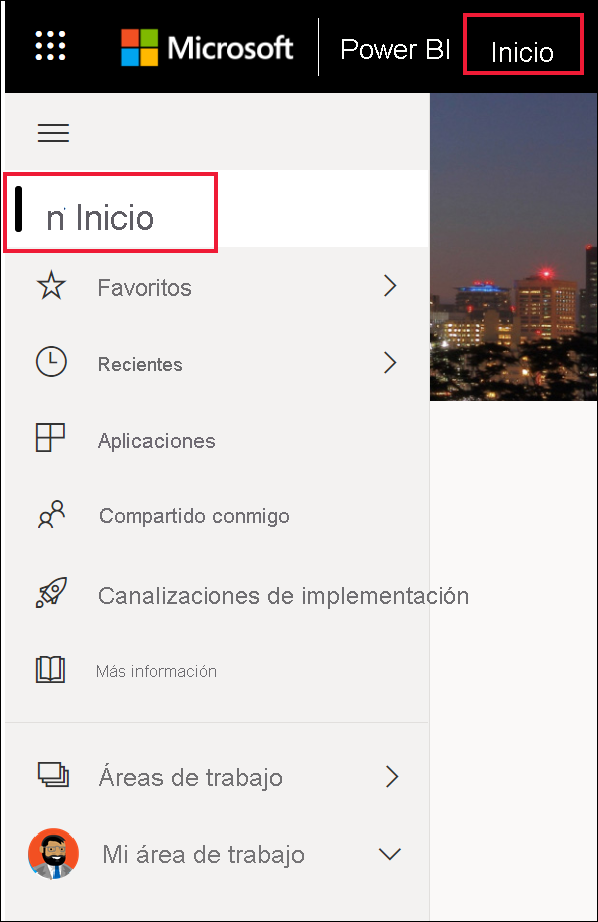 Microsoft Power BI Inicio
n Inicio
Favoritos
Recientes
Aplicaciones
Compartido conmigo
Canalizaciones de implementación
Más información
Áreas de trabajo
Mi área de trabajo